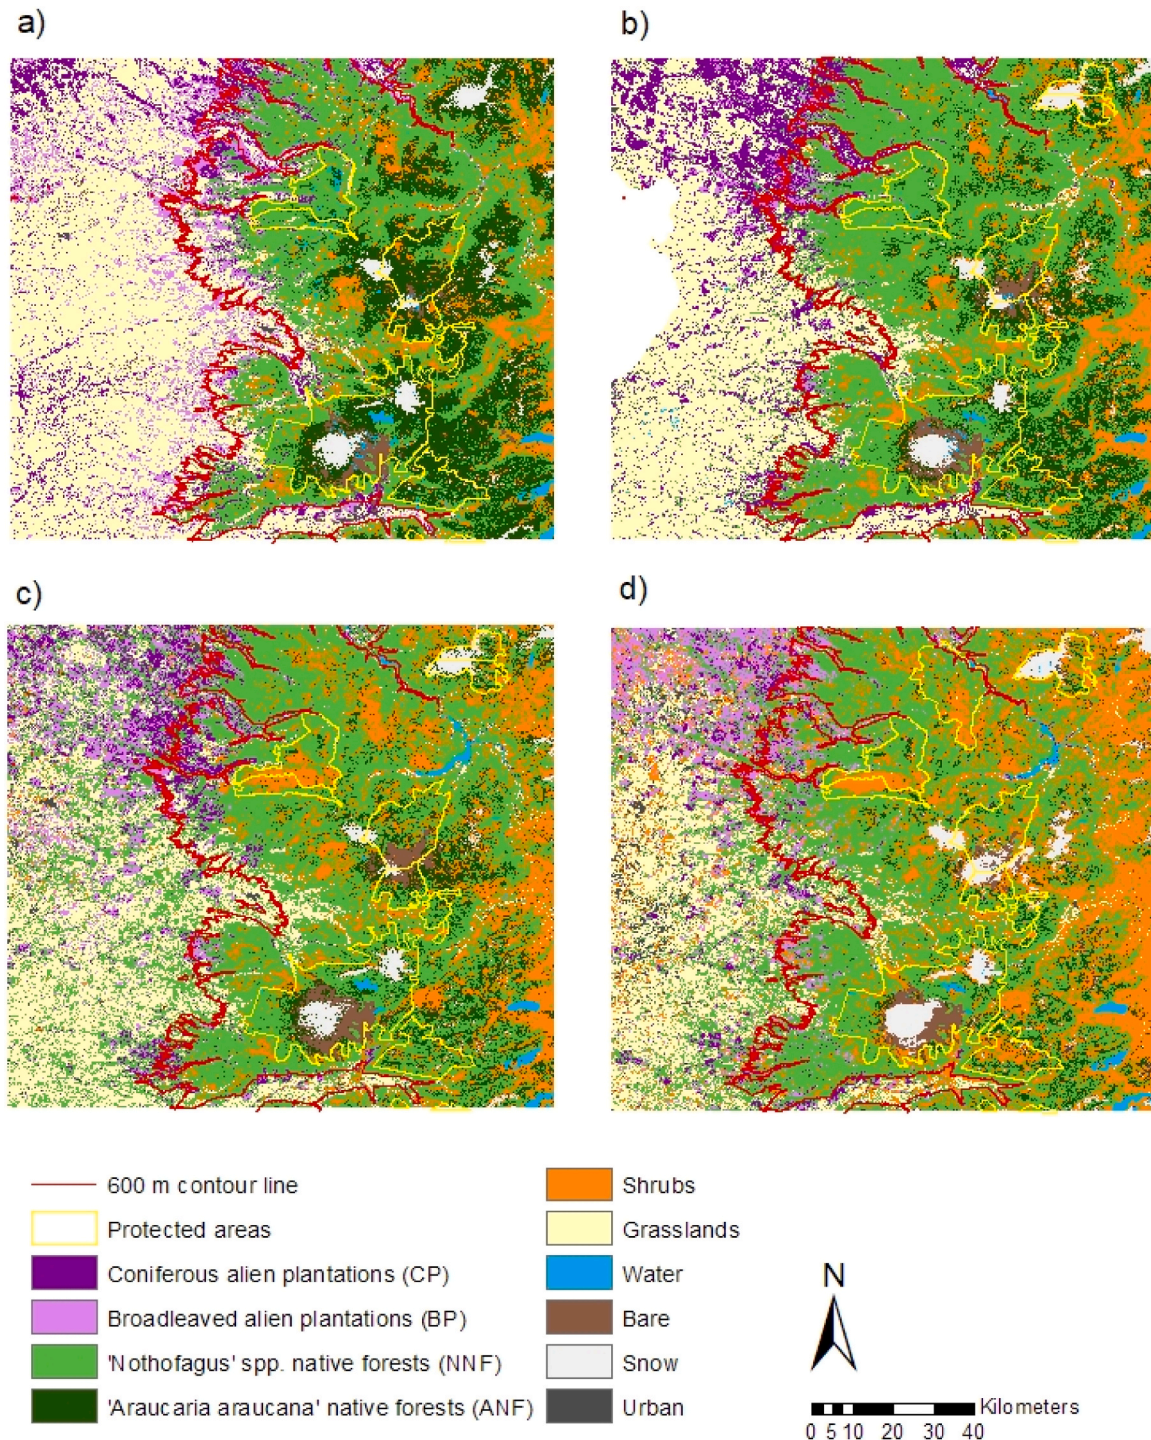 a)
b)
c)
d)
600 m contour line
Protected areas
Coniferous alien plantations (CP)
Broadleaved alien plantations (BP)
'Nothofagus' spp. native forests (NNF)
'Araucaria araucana' native forests (ANF)
Shrubs
Grasslands
Water
Bare
Snow
Urban
N
Kilometers
0 5 10 20 30 40